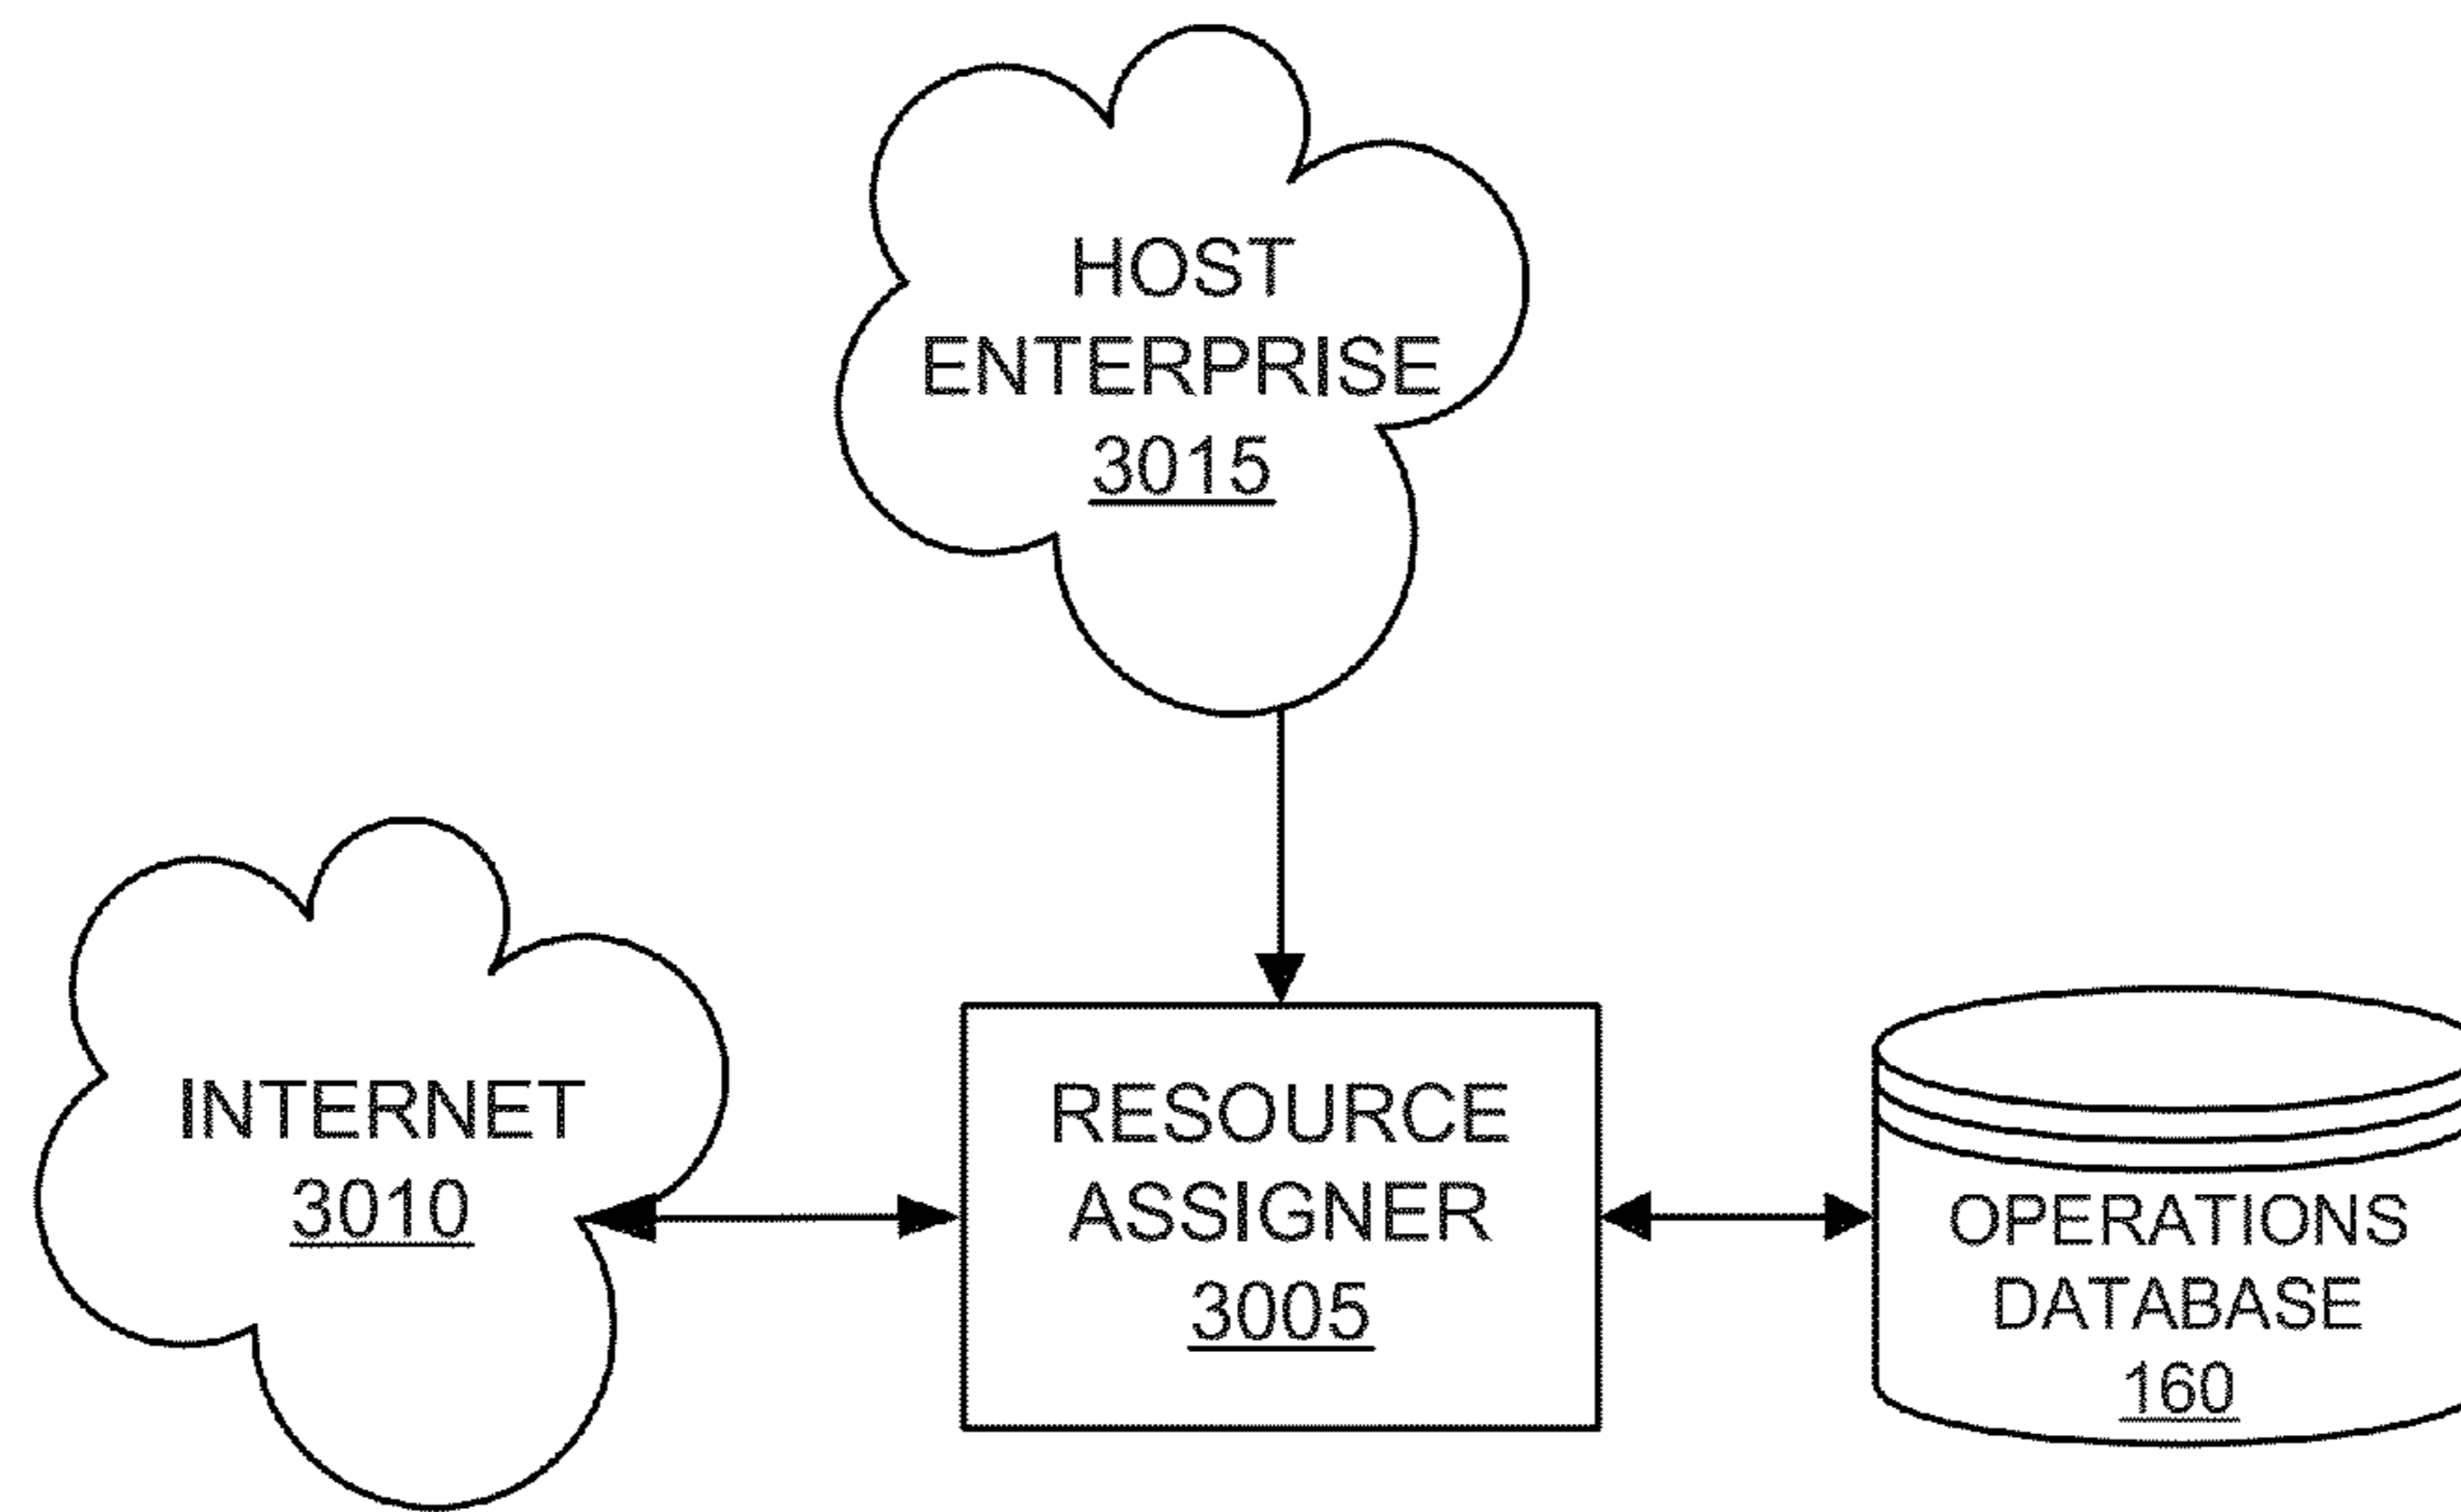 HOST
ENTERPRISE
3015
INTERNET
3010
RESOURCE
ASSIGNER
3005
OPERATIONS
DATABASE
160